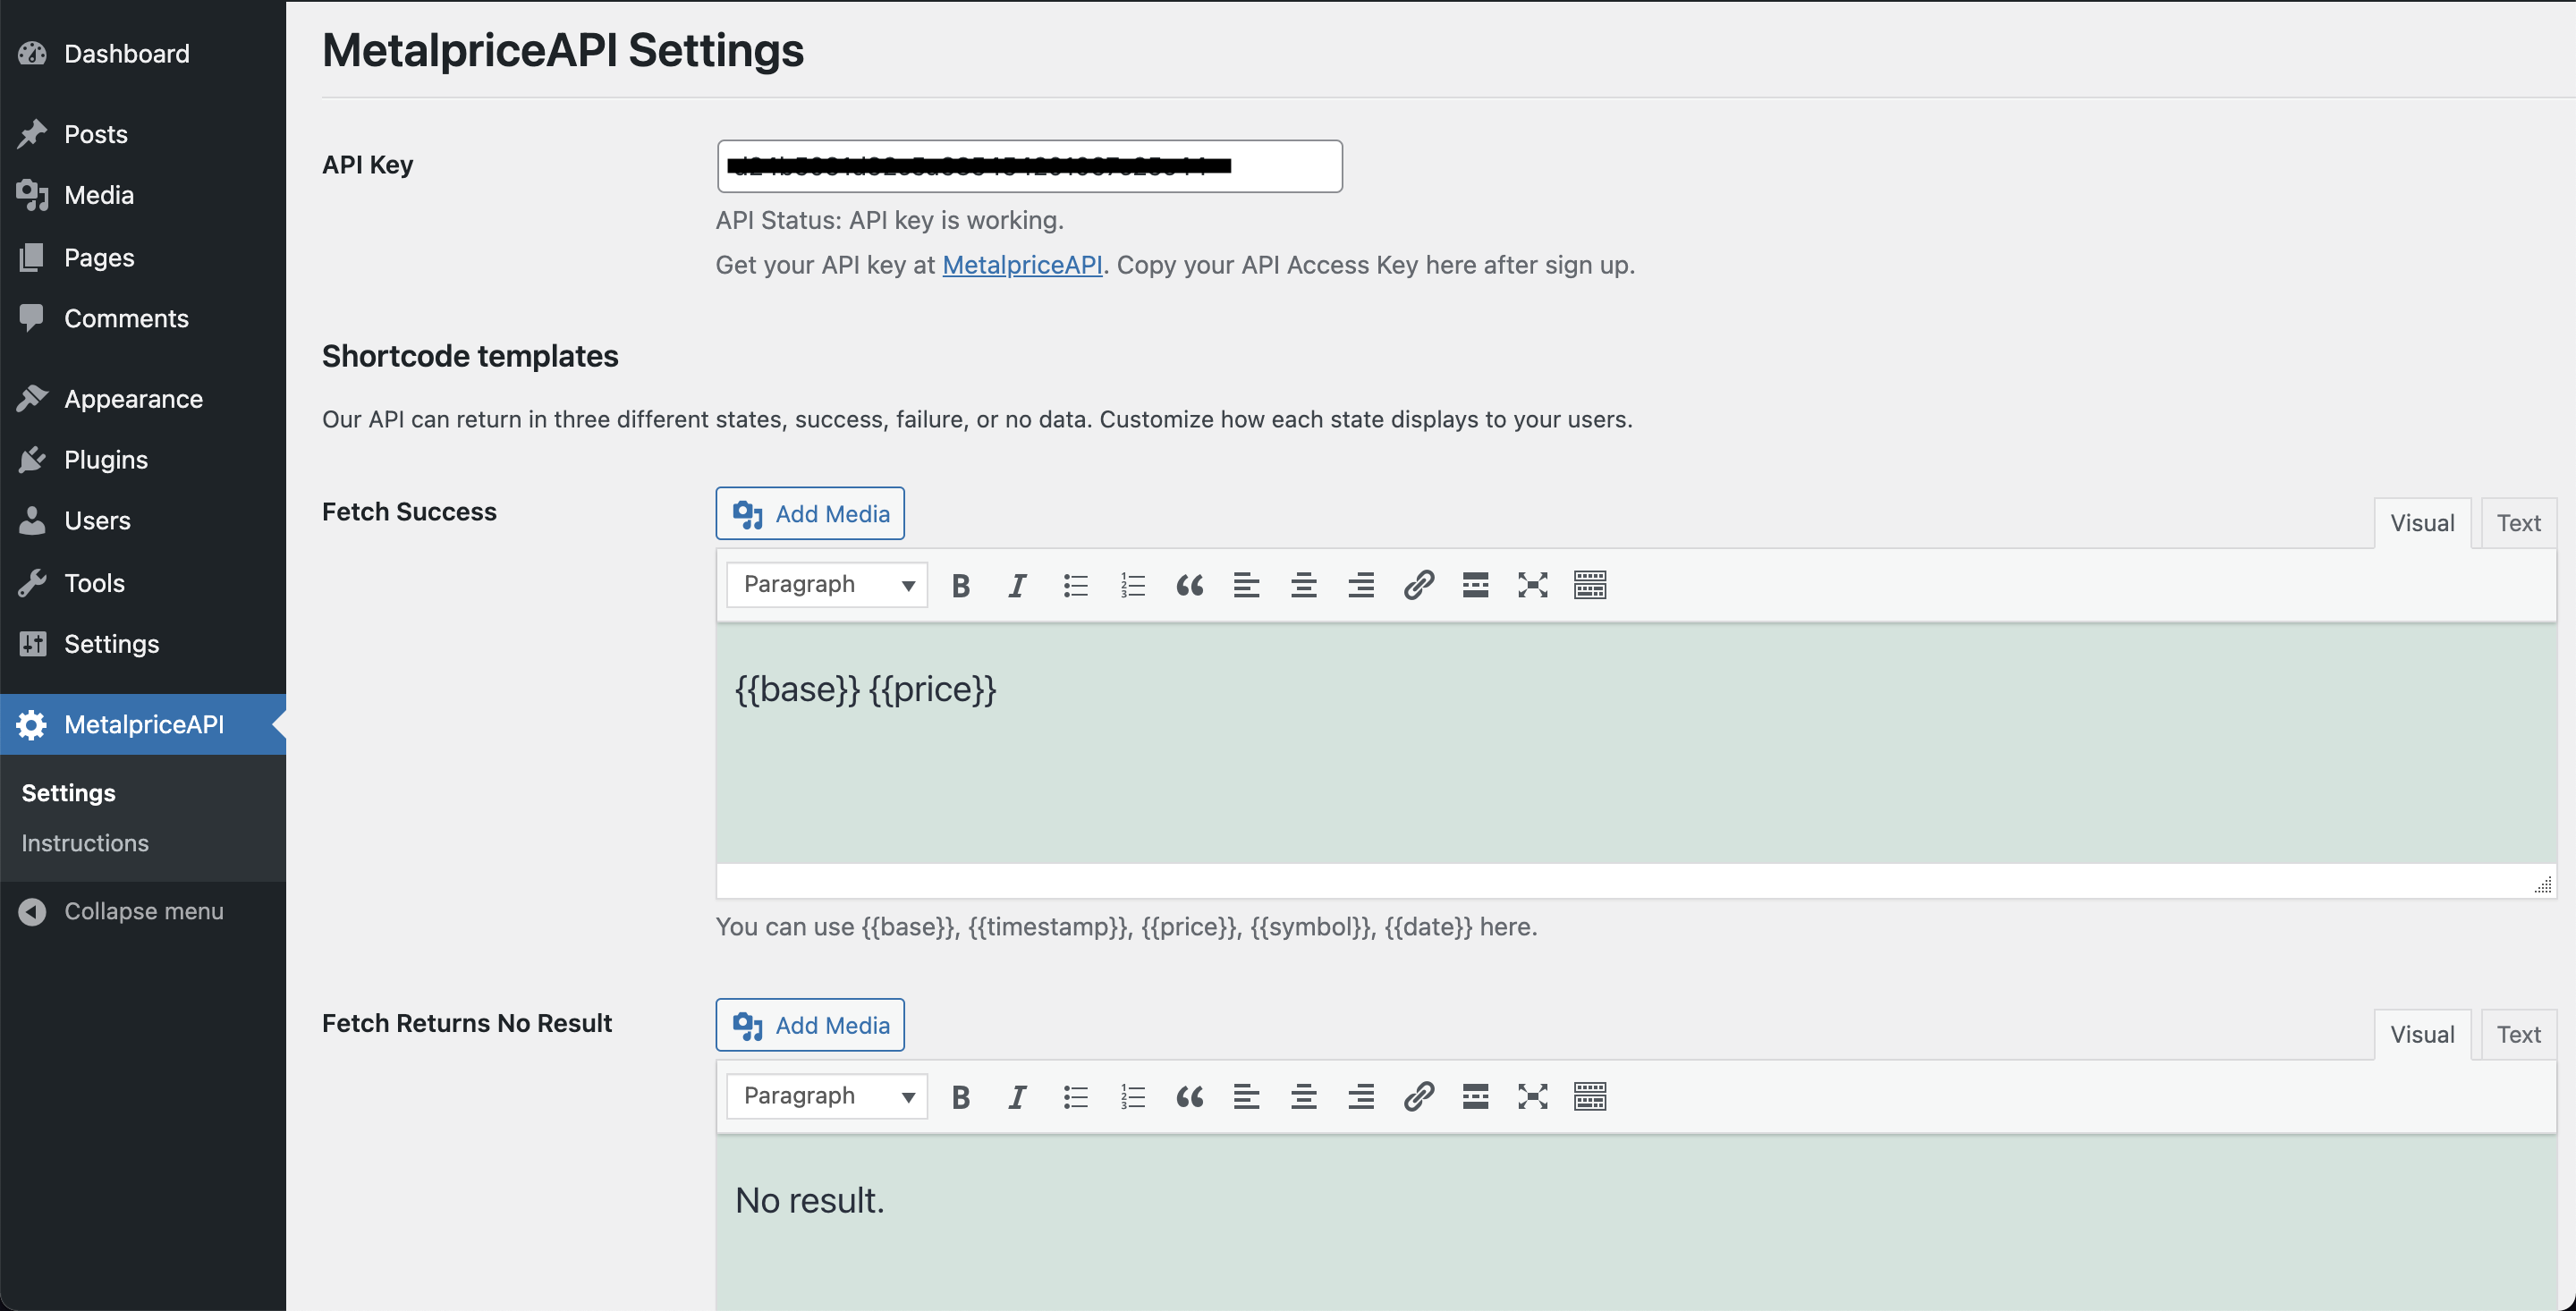 Dashboard
Posts
Media
Pages
Comments
Appearance
Plugins
Users
Tools
Settings
MetalpriceAPI
Settings
Instructions
Collapse menu
MetalpriceAPI Settings
API Key
API Status: API key is working.
Get your API key at MetalpriceAPI. Copy your API Access Key here after sign up.
Shortcode templates
Our API can return in three different states, success, failure, or no data. Customize how each state displays to your users.
Fetch Success
Add Media
Visual Text
Paragraph
{{base}} {{price}}
You can use {{base}}, {{timestamp}}, {{price}}, {{symbol}}, {{date}} here.
Fetch Returns No Result
Add Media
Visual Text
Paragraph
No result.